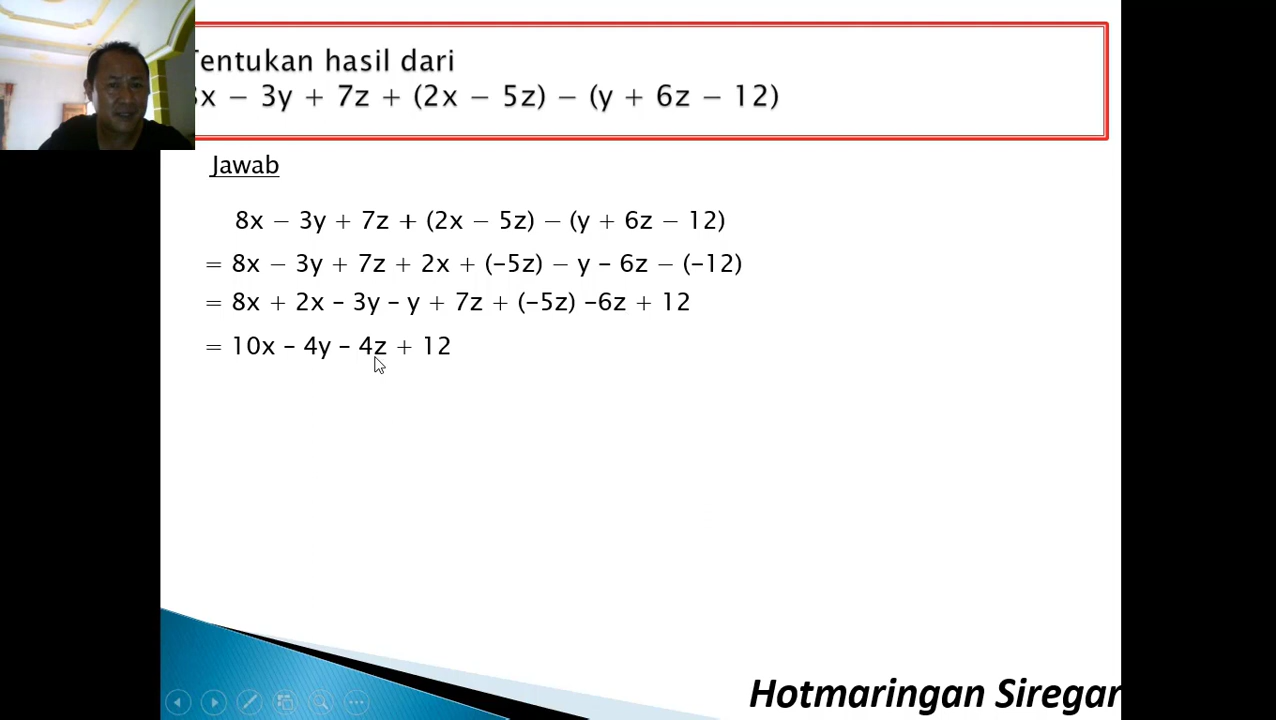 Tentukan hasil dari
8x − 3y + 7z + (2x − 5z) − (y + 6z − 12)
Jawab
8x − 3y + 7z + (2x − 5z) − (y + 6z − 12)
= 8x − 3y + 7z + 2x + (–5z) − y – 6z − (–12)
= 8x + 2x – 3y – y + 7z + (–5z) –6z + 12
= 10x – 4y – 4z + 12
Hotmaringan Siregar